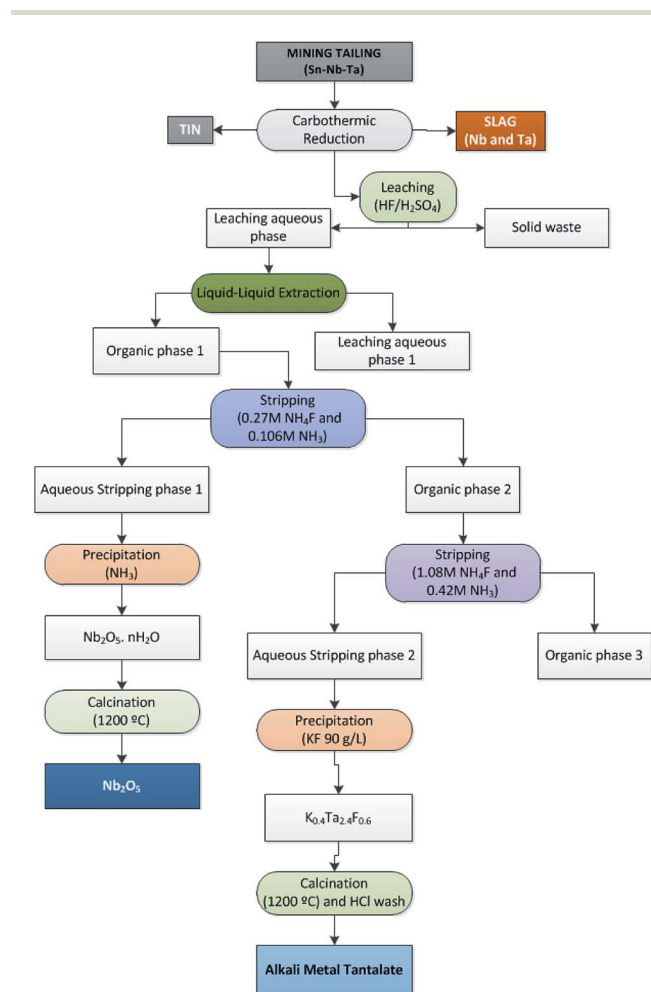 MINING TAILING
(Sn-Nb-Ta)
TIN
Carbothermic
Reduction
SLAG
(Nb and Ta)
Leaching
(HF/H₂SO₄)
Leaching aqueous
phase
Solid waste
Liquid-Liquid Extraction
Organic phase 1
Leaching aqueous
phase 1
Stripping
(0.27M NH₄F and
0.106M NH₃)
Aqueous Stripping phase 1
Organic phase 2
Precipitation
(NH₃)
Stripping
(1.08M NH₄F and
0.42M NH₃)
Nb₂O₅. nH₂O
Aqueous Stripping phase 2
Organic phase 3
Calcination
(1200 ºC)
Precipitation
(KF 90 g/L)
Nb₂O₅
K₀.₄Ta₂.₄F₀.₆
Calcination
(1200 ºC) and HCl wash
Alkali Metal Tantalate